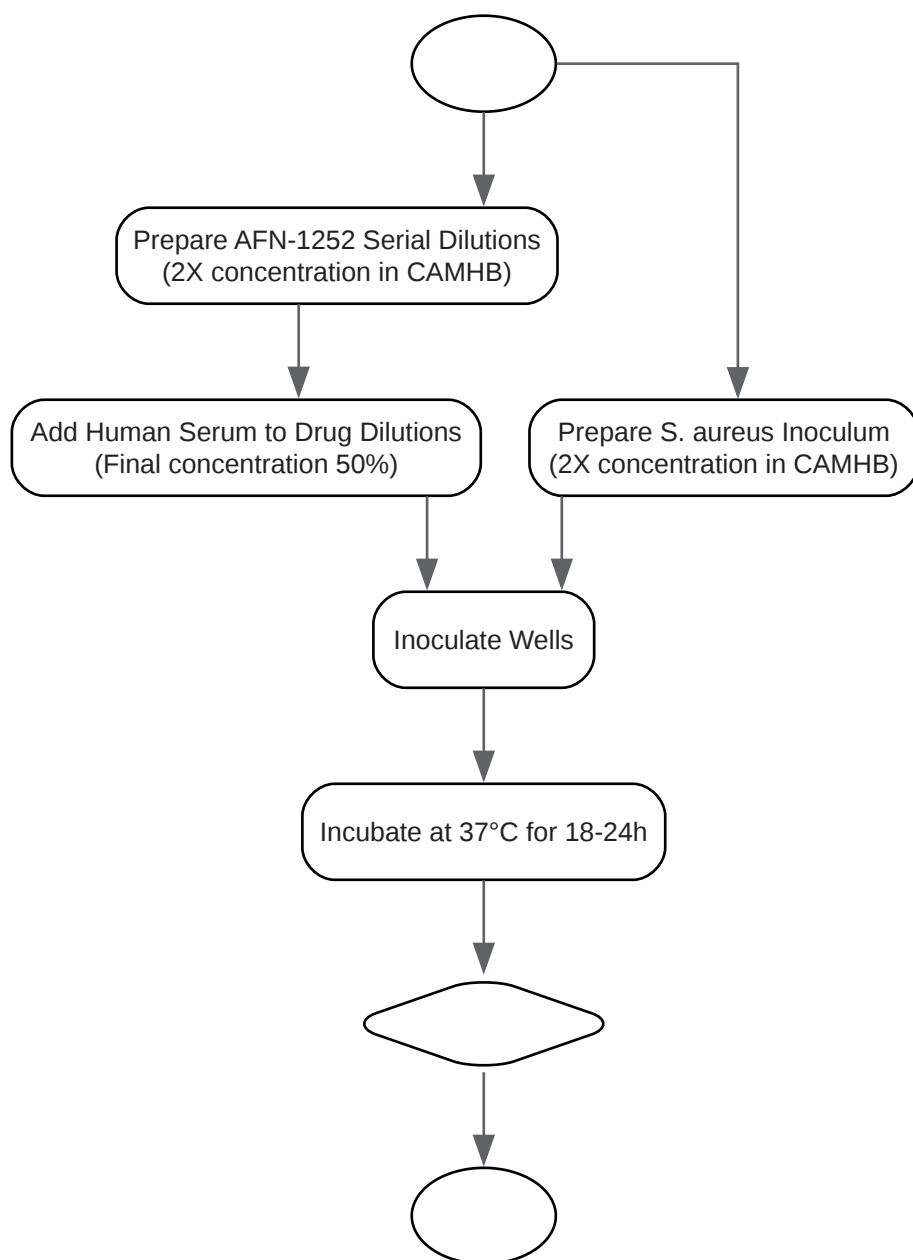 Prepare AFN-1252 Serial Dilutions
(2X concentration in CAMHB)
Add Human Serum to Drug Dilutions
(Final concentration 50%)
Prepare S. aureus Inoculum
(2X concentration in CAMHB)
Inoculate Wells
Incubate at 37°C for 18-24h